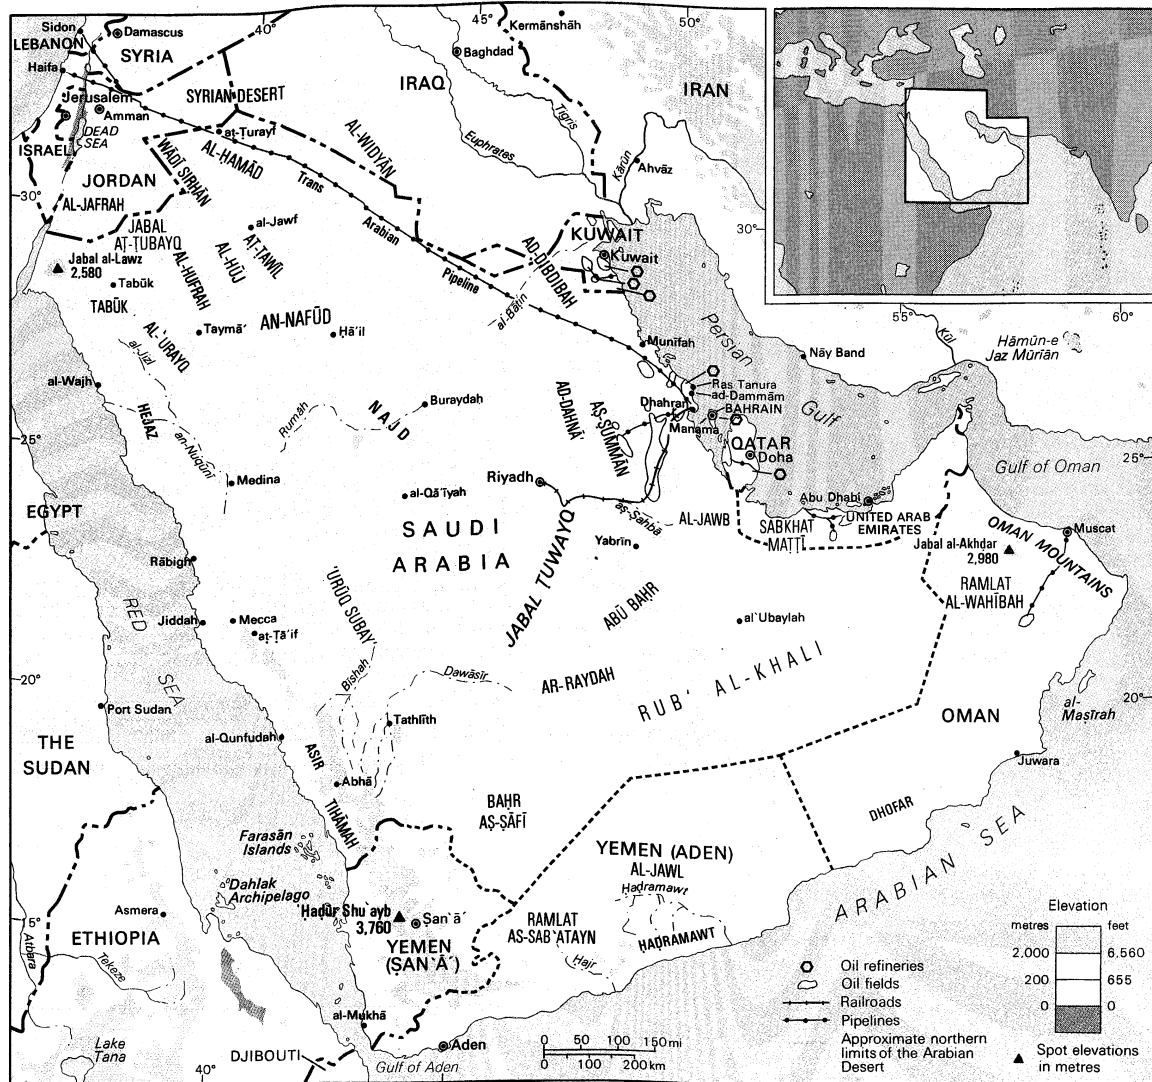 40°
45°
50°
Sidon
LEBANON
Damascus
SYRIA
Haifa
Kermānshāh
Baghdad
IRAQ
IRAN
SYRIAN DESERT
Jerusalem
Amman
DEAD
SEA
ISRAEL
aṭ-Ṭurayf
AL-WIDYĀN
Tigris
Euphrates
Kārūn
Ahvāz
WĀDĪ SIRḤĀN
AL-HAMĀD
JORDAN
AL-JAFRAH
30°
Trans
Arabian
Pipeline
JABAL
AṬ-ṬUBAYQ
al-Jawf
AṬ-ṬAWĪL
AL-HŪJ
AL-HUFRAH
KUWAIT
Kuwait
30°
AD-DIBDIBAH
al-Bāṭin
Jabal al-Lawz
2,580
Tabūk
TABŪK
AN-NAFŪD
Taymā'
Ḥā'il
AL-'URAYQ
al-Jizl
Munīfah
Persian
Gulf
Nāy Band
55°
60°
Kūl
Hāmūn-e
Jaz Mūrīān
al-Wajh
HEJAZ
an-Nuqūnī
Rumāh
NAJD
Buraydah
AD-DAHNĀ'
AṢ-ṢUMMĀN
Ras Tanura
ad-Dammām
Dhahran
BAHRAIN
Manama
QATAR
Doha
25°
25°
Gulf of Oman
Medina
Riyadh
al-Qā'īyah
EGYPT
SAUDI
ARABIA
JABAL TUWAYQ
aṣ-Ṣahbā
AL-JAWB
Yabrīn
Abu Dhabi
SABKHAT
MAṬṬĪ
UNITED ARAB
EMIRATES
Muscat
OMAN MOUNTAINS
Jabal al-Akhḍar
2,980
RAMLAT
AL-WAHĪBAH
Rābigh
RED
SEA
'URŪQ SUBAY'
ABŪ BAḤR
Jiddah
Mecca
aṭ-Ṭā'if
al-'Ubaylah
Bīshah
Dawāsīr
AR-RAYDAH
RUB' AL-KHALI
20°
20°
Port Sudan
Tathlīth
al-Qunfudah
OMAN
al-
Maṣīrah
Juwara
THE
SUDAN
ASIR
Abhā
TIHĀMAH
BAḤR
AṢ-ṢĀFĪ
DHOFAR
Farasān
Islands
YEMEN (ADEN)
AL-JAWL
Ḥaḍramawt
ARABIAN SEA
Dahlak
Archipelago
Asmera
15°
'Ḥaḍūr Shu ayb
3,760
Ṣan'ā'
YEMEN
(ṢAN'Ā')
RAMLAT
AS-SAB'ATAYN
ḤAḌRAMAWT
Hajr
ETHIOPIA
Atbara
Tekeze
al-Mukhā
Lake
Tana
DJIBOUTI
40°
Gulf of Aden
Aden
0 50 100 150 mi
0 100 200 km
Oil refineries
Oil fields
Railroads
Pipelines
Approximate northern
limits of the Arabian
Desert
Elevation
metres feet
2,000 6,560
200 655
0 0
Spot elevations
in metres